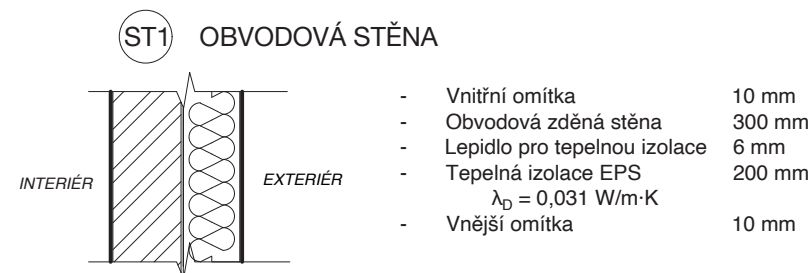 ST1 OBVODOVÁ STĚNA
- Vnitřní omítka 10 mm
- Obvodová zděná stěna 300 mm
- Lepidlo pro tepelnou izolace 6 mm
- Tepelná izolace EPS 200 mm
λD = 0,031 W/m·K
- Vnější omítka 10 mm
INTERIÉR
EXTERIÉR